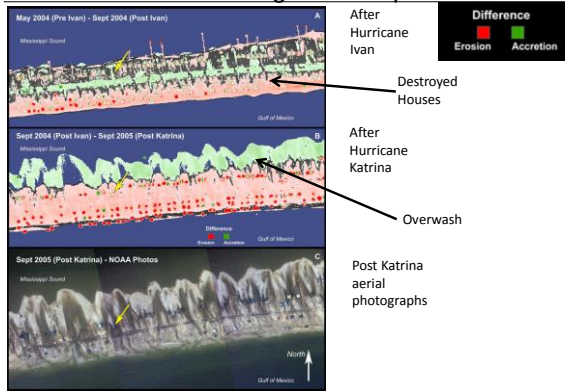 May 2004 (Pre Ivan) - Sept 2004 (Post Ivan)
A
Mississippi Sound
Gulf of Mexico
After
Hurricane
Ivan
Difference
Erosion Accretion
Destroyed
Houses
Sept 2004 (Post Ivan) - Sept 2005 (Post Katrina)
B
Mississippi Sound
Difference
Erosion Accretion
Gulf of Mexico
After
Hurricane
Katrina
Overwash
Sept 2005 (Post Katrina) - NOAA Photos
C
Mississippi Sound
North
Gulf of Mexico
Post Katrina
aerial
photographs